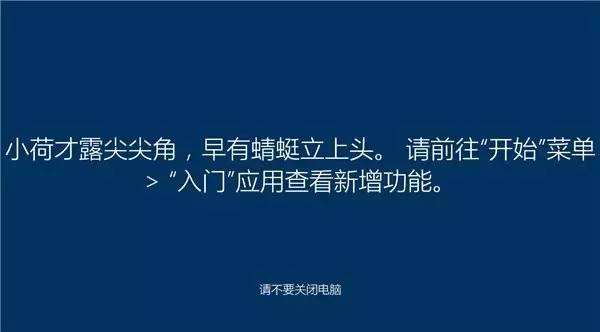 小荷才露尖尖角，早有蜻蜓立上头。 请前往“开始”菜单
> “入门”应用查看新增功能。
请不要关闭电脑